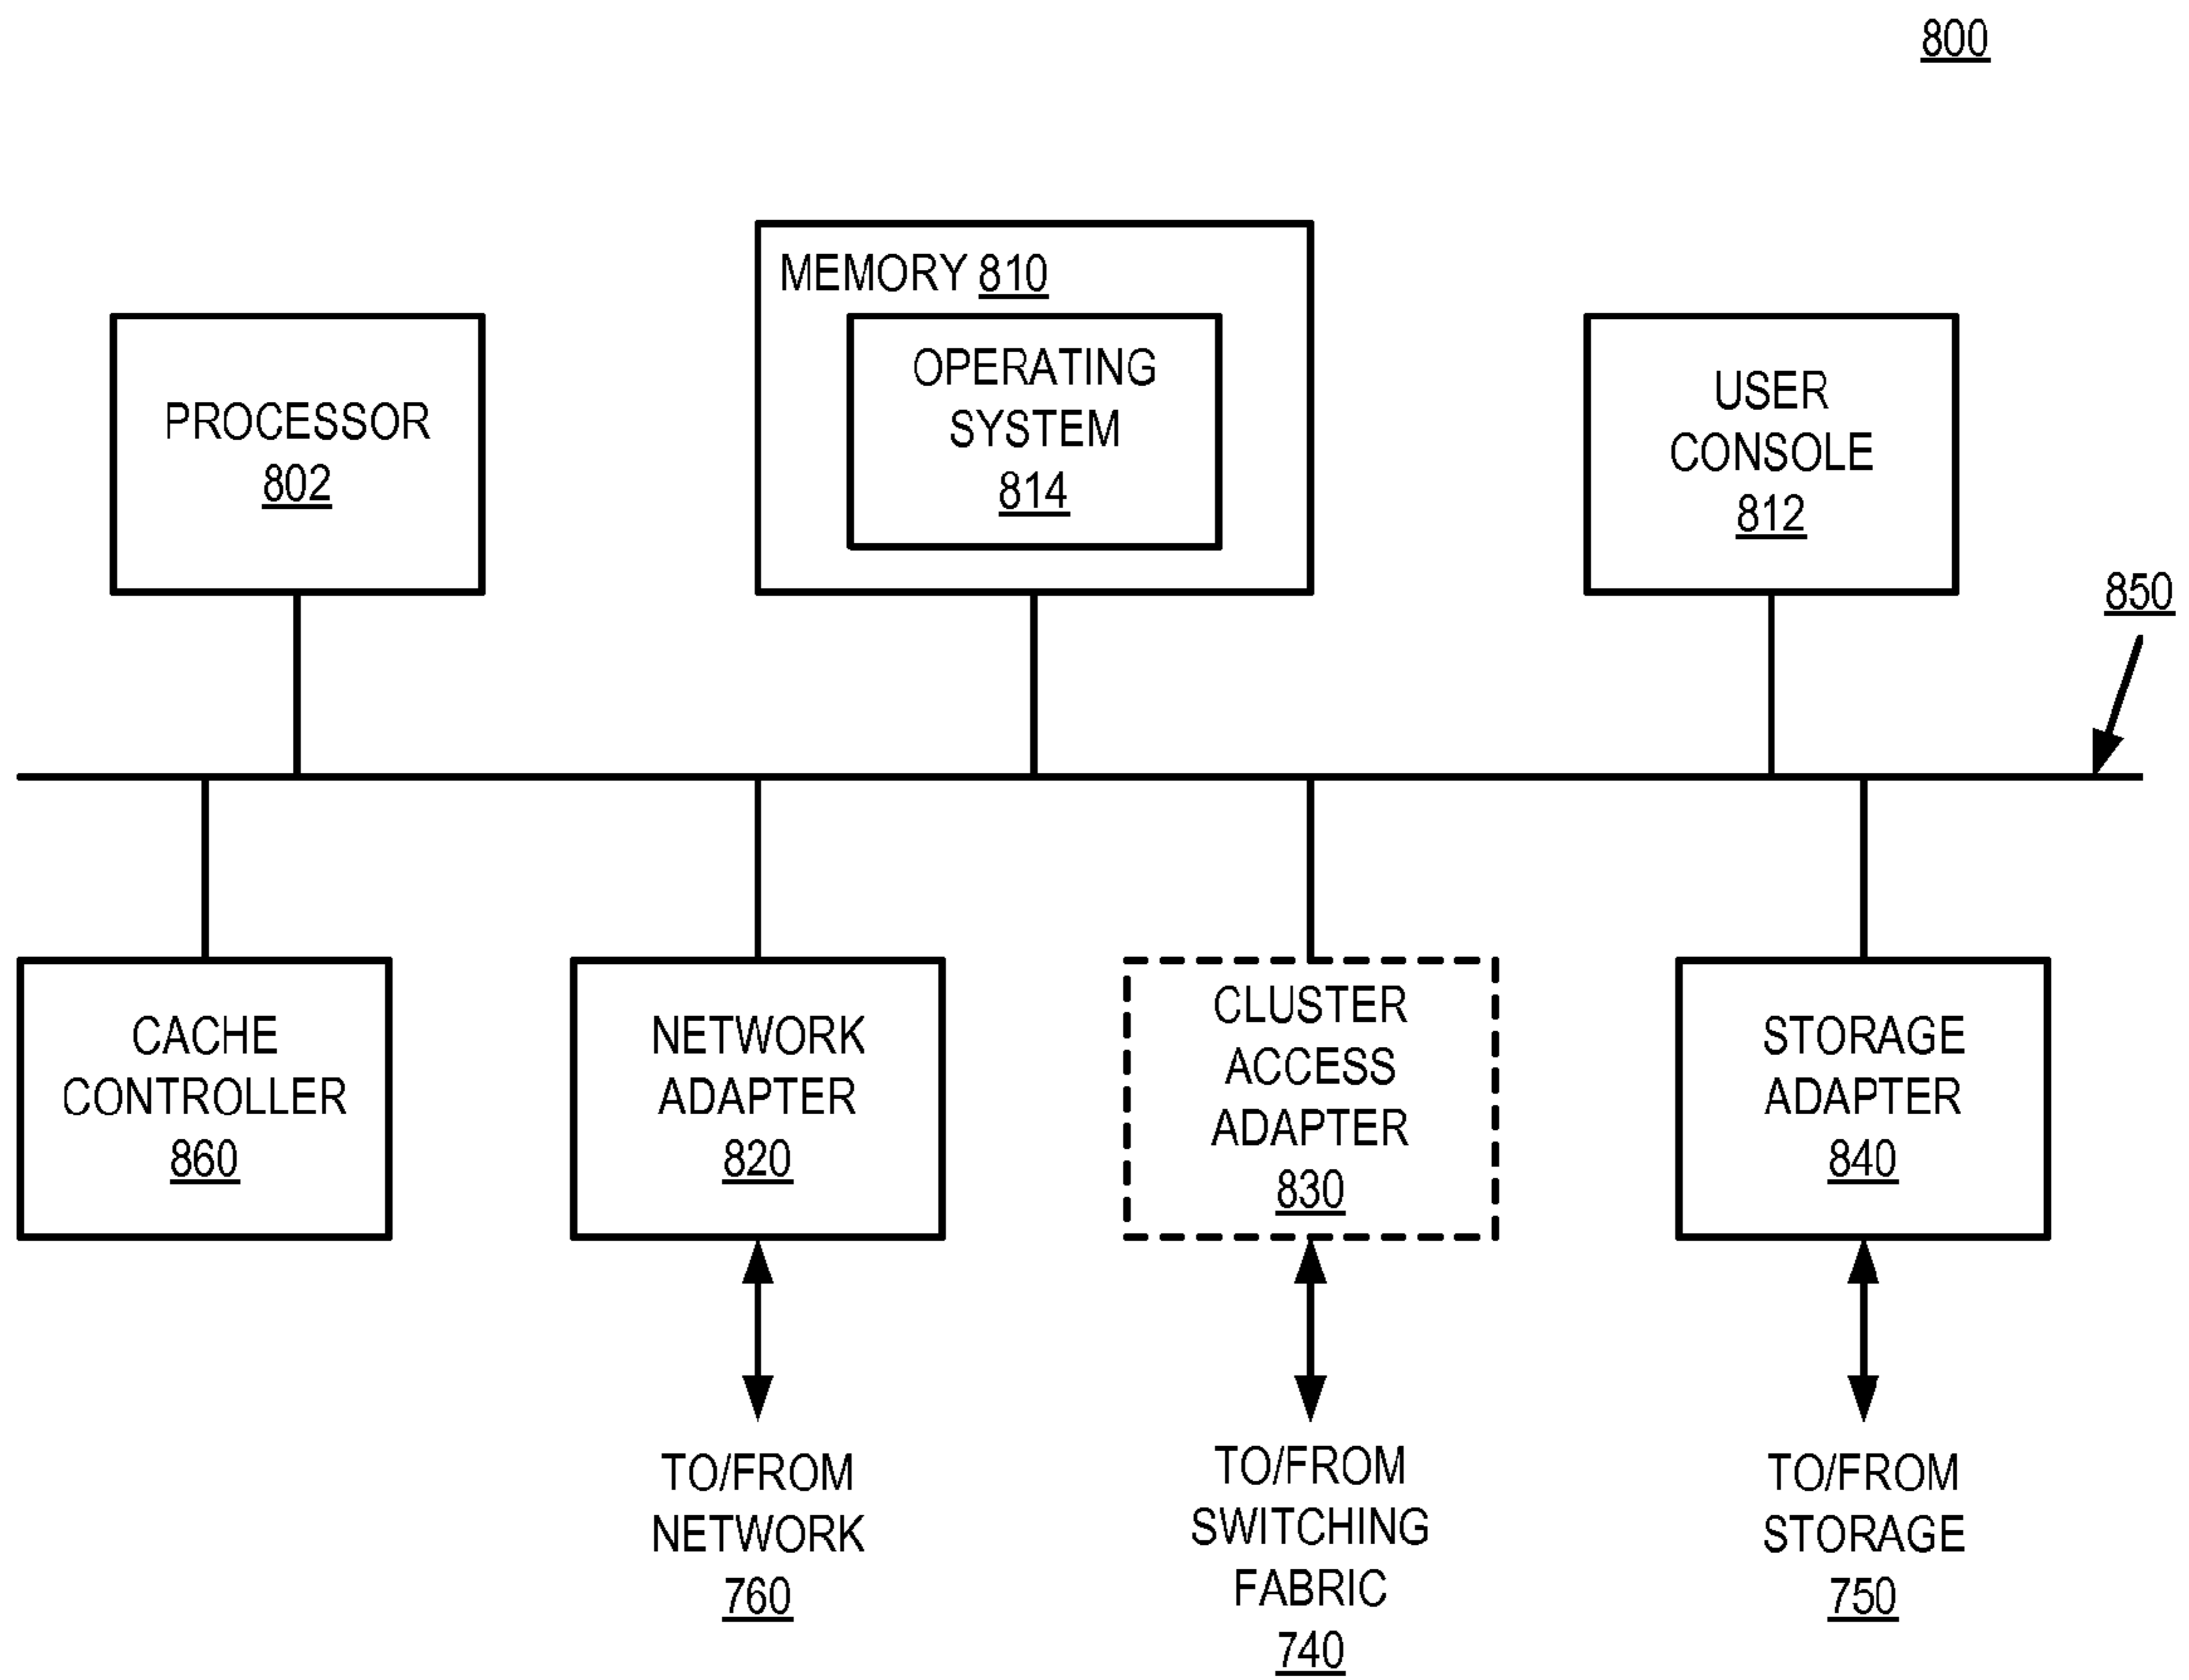 800
MEMORY 810
OPERATING
SYSTEM
814
PROCESSOR
802
USER
CONSOLE
812
850
CACHE
CONTROLLER
860
NETWORK
ADAPTER
820
CLUSTER
ACCESS
ADAPTER
830
STORAGE
ADAPTER
840
TO/FROM
NETWORK
760
TO/FROM
SWITCHING
FABRIC
740
TO/FROM
STORAGE
750